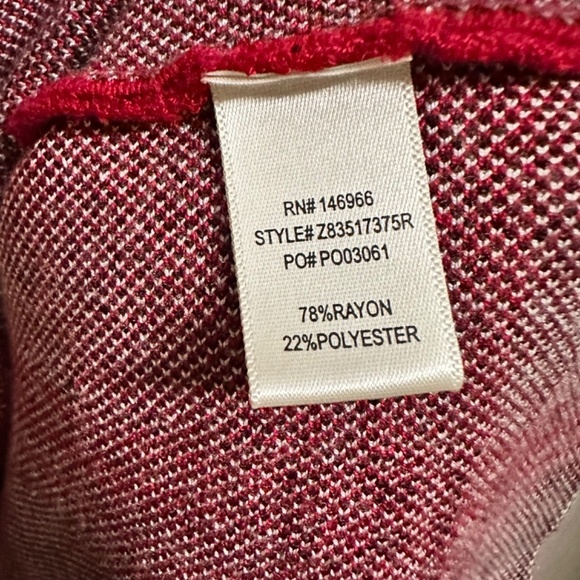 RN# 146966
STYLE# Z83517375R
PO# PO03061
78%RAYON
22%POLYESTER